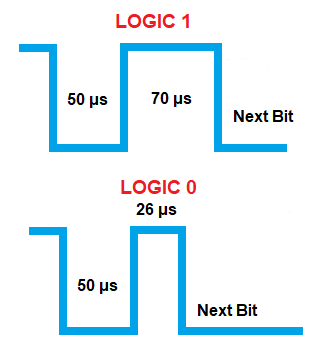 LOGIC 1
50 µs
70 µs
Next Bit
LOGIC 0
26 µs
50 µs
Next Bit